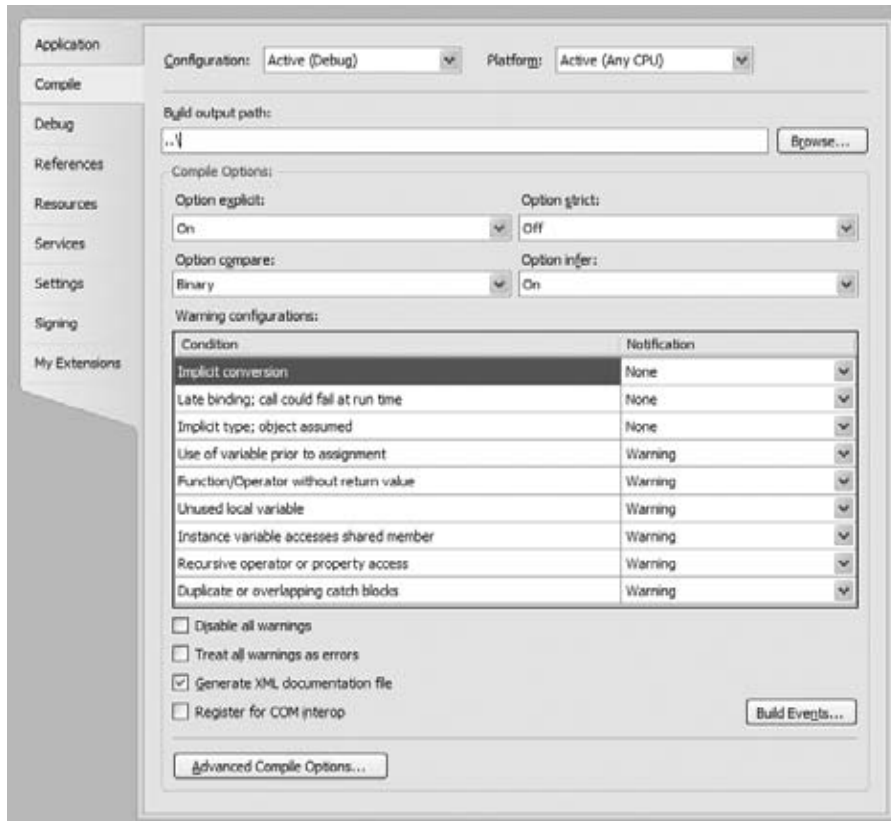 Application
Compile
Debug
References
Resources
Services
Settings
Signing
My Extensions
Configuration: Active (Debug) Platform: Active (Any CPU)
Build output path:
..\
Browse...
Compile Options:
Option explicit: Option strict:
On Off
Option compare: Option infer:
Binary On
Warning configurations:
Condition Notification
Implicit conversion None
Late binding; call could fail at run time None
Implicit type; object assumed None
Use of variable prior to assignment Warning
Function/Operator without return value Warning
Unused local variable Warning
Instance variable accesses shared member Warning
Recursive operator or property access Warning
Duplicate or overlapping catch blocks Warning
Disable all warnings
Treat all warnings as errors
Generate XML documentation file
Register for COM interop
Build Events...
Advanced Compile Options...